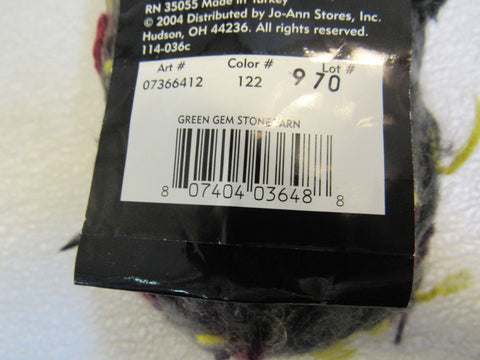 RN 35055 Made in Turkey
© 2004 Distributed by Jo-Ann Stores, Inc.
Hudson, OH 44236. All rights reserved.
114-036c
Art # Color # Lot #
07366412 122 970
GREEN GEM STONE YARN
8 07404 03648 8